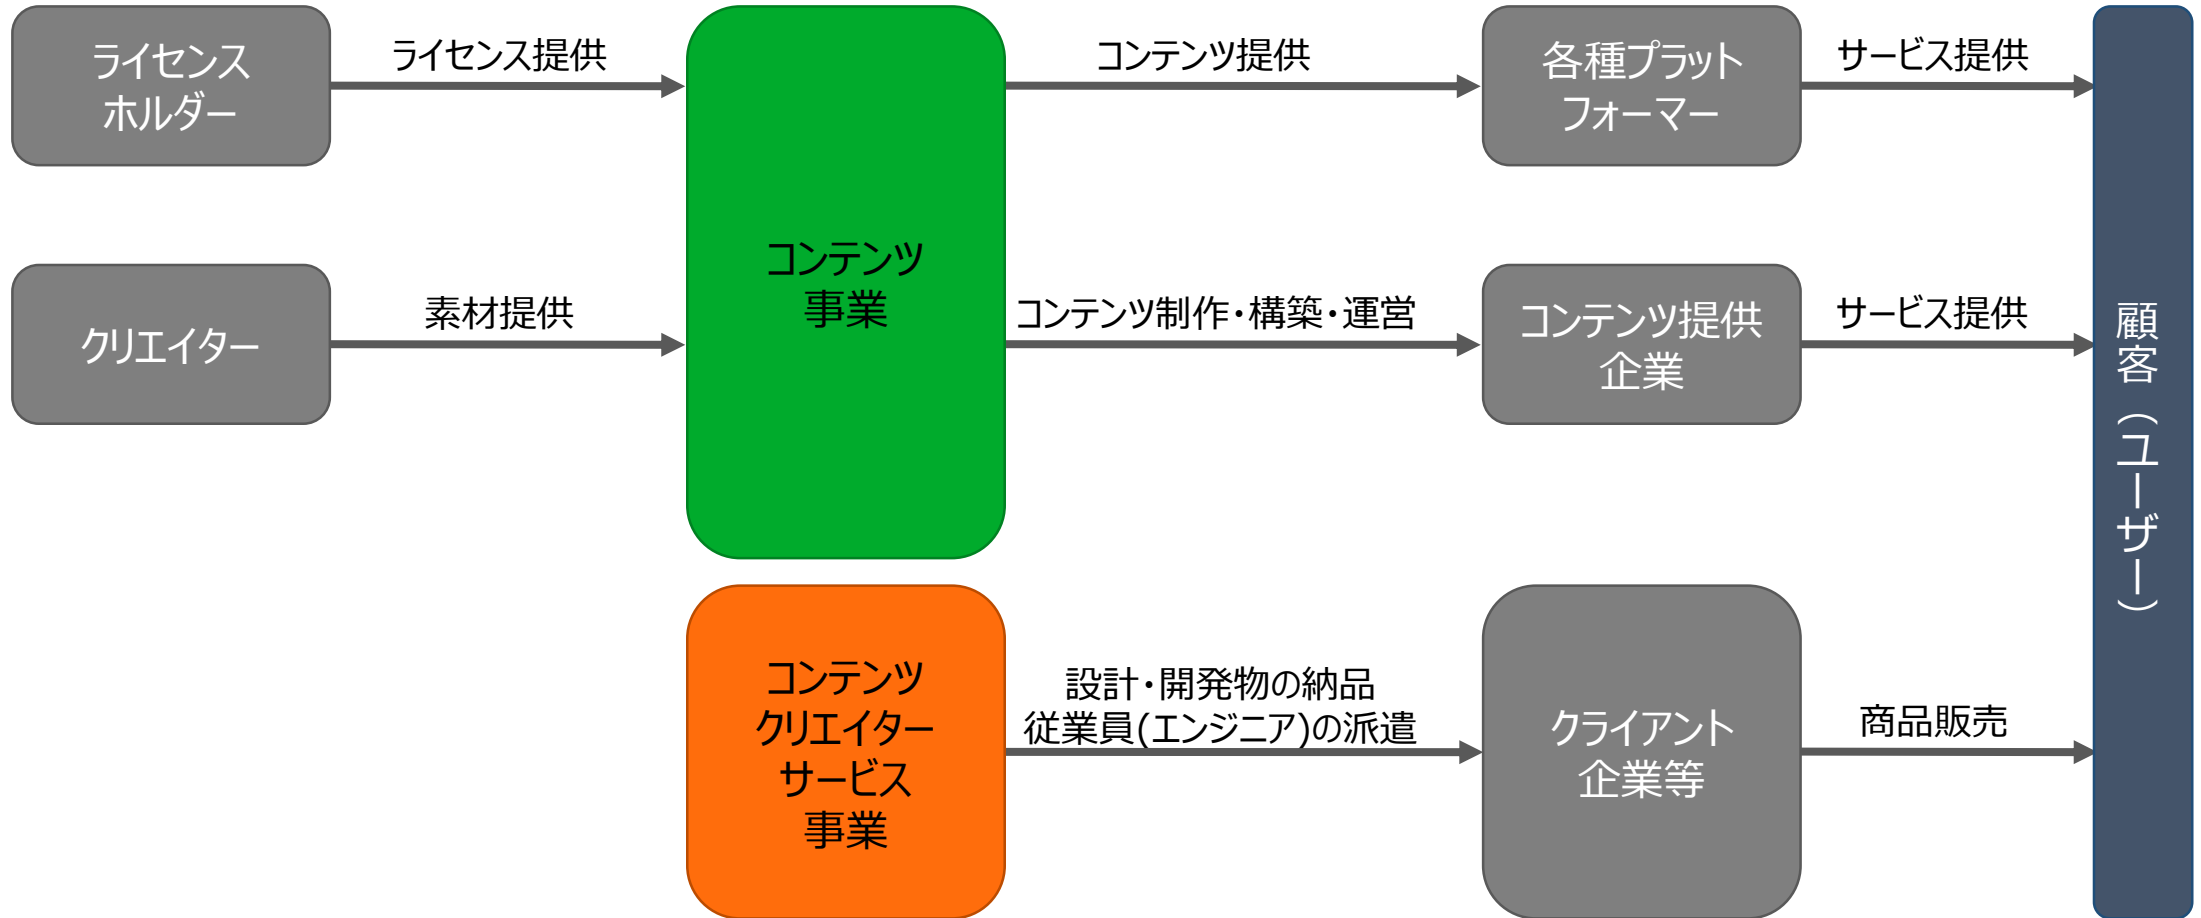 ライセンス
ホルダー
ライセンス提供
コンテンツ
事業
コンテンツ提供
各種プラット
フォーマー
サービス提供
クリエイター
素材提供
コンテンツ制作・構築・運営
コンテンツ提供
企業
サービス提供
顧客（ユーザー）
コンテンツ
クリエイター
サービス
事業
設計・開発物の納品
従業員(エンジニア)の派遣
クライアント
企業等
商品販売